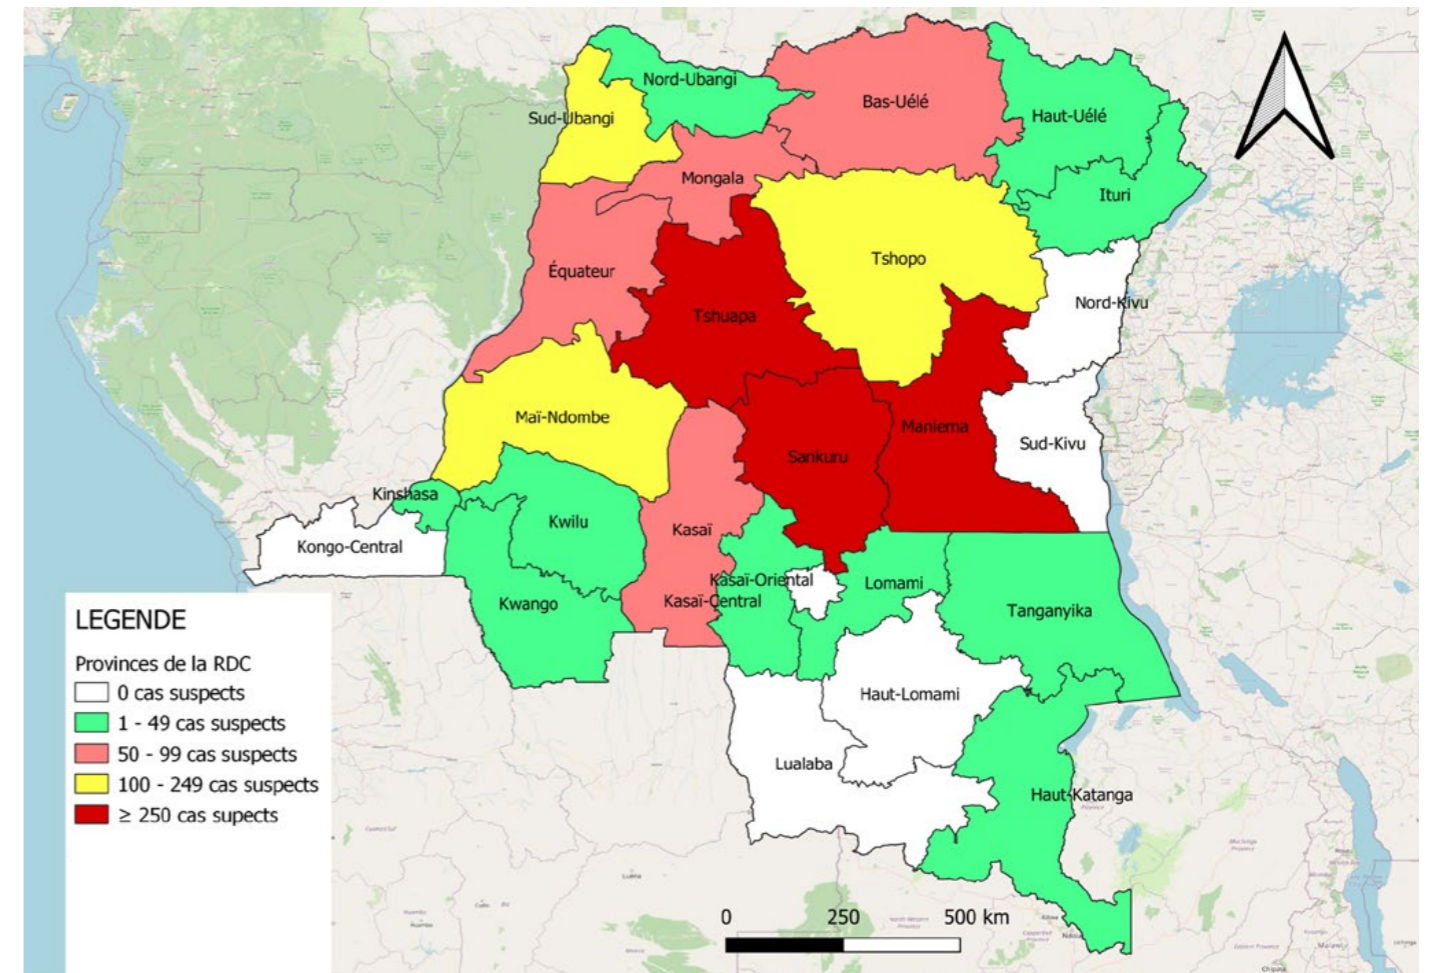 Nord-Ubangi
Bas-Uélé
Sud-Ubangi
Haut-Uélé
Mongala
Ituri
Équateur
Tshopo
Nord-Kivu
Tshuapa
Maï-Ndombe
Maniema
Sud-Kivu
Sankuru
Kinshasa
Kwilu
Kasaï
Kongo-Central
Kasaï-Oriental
Lomami
Kwango
Kasaï-Central
Tanganyika
Haut-Lomami
Lualaba
Haut-Katanga
LEGENDE
Provinces de la RDC
0 cas suspects
1 - 49 cas suspects
50 - 99 cas suspects
100 - 249 cas suspects
≥ 250 cas supects
0 250 500 km